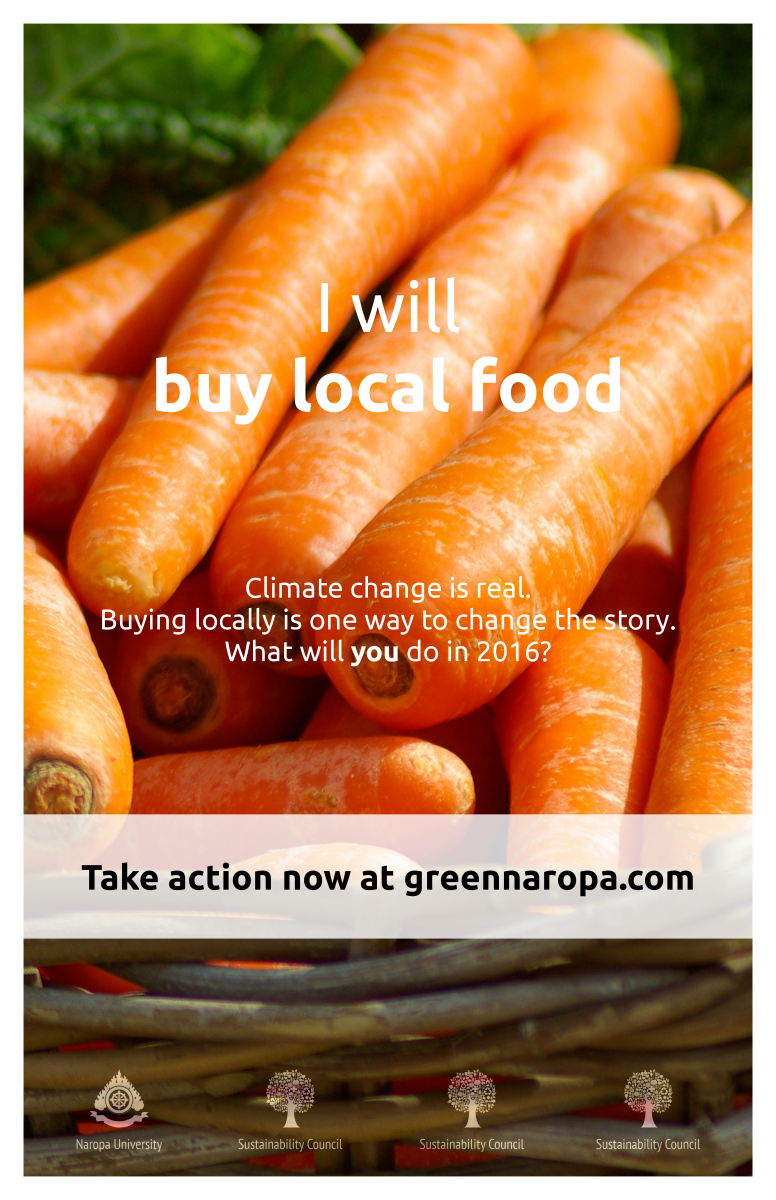 I will
buy local food
Climate change is real.
Buying locally is one way to change the story.
What will you do in 2016?
Take action now at greennaropa.com
Naropa University
Sustainability Council
Sustainability Council
Sustainability Council